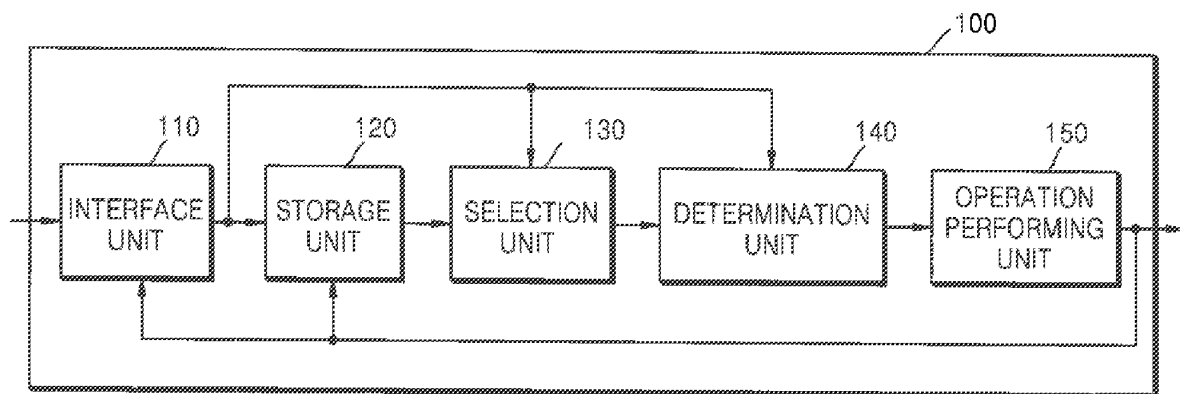 100
110
120
130
140
150
INTERFACE
UNIT
STORAGE
UNIT
SELECTION
UNIT
DETERMINATION
UNIT
OPERATION
PERFORMING
UNIT